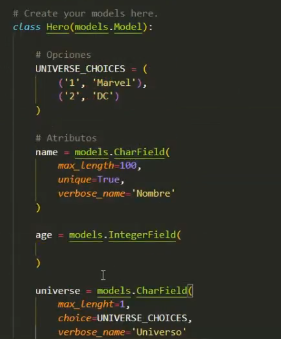 # Create your models here.
class Hero(models.Model):
# Opciones
UNIVERSE_CHOICES = (
('1', 'Marvel'),
('2', 'DC')
)
# Atributos
name = models.CharField(
max_length=100,
unique=True,
verbose_name='Nombre'
)
age = models.IntegerField(
)
universe = models.CharField(
max_lenght=1,
choice=UNIVERSE_CHOICES,
verbose_name='Universo'